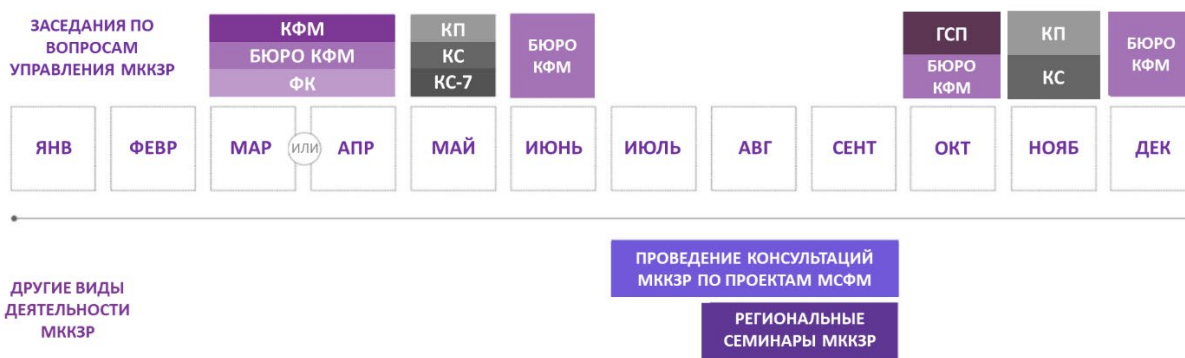 ЗАСЕДАНИЯ ПО
ВОПРОСАМ
УПРАВЛЕНИЯ МККЗР
КФМ
БЮРО КФМ
ФК
КП
КС
КС-7
БЮРО
КФМ
ГСП
БЮРО
КФМ
КП
КС
БЮРО
КФМ
ЯНВ
ФЕВР
МАР
ИЛИ
АПР
МАЙ
ИЮНЬ
ИЮЛЬ
АВГ
СЕНТ
ОКТ
НОЯБ
ДЕК
ДРУГИЕ ВИДЫ
ДЕЯТЕЛЬНОСТИ
МККЗР
ПРОВЕДЕНИЕ КОНСУЛЬТАЦИЙ
МККЗР ПО ПРОЕКТАМ МСФМ
РЕГИОНАЛЬНЫЕ
СЕМИНАРЫ МККЗР